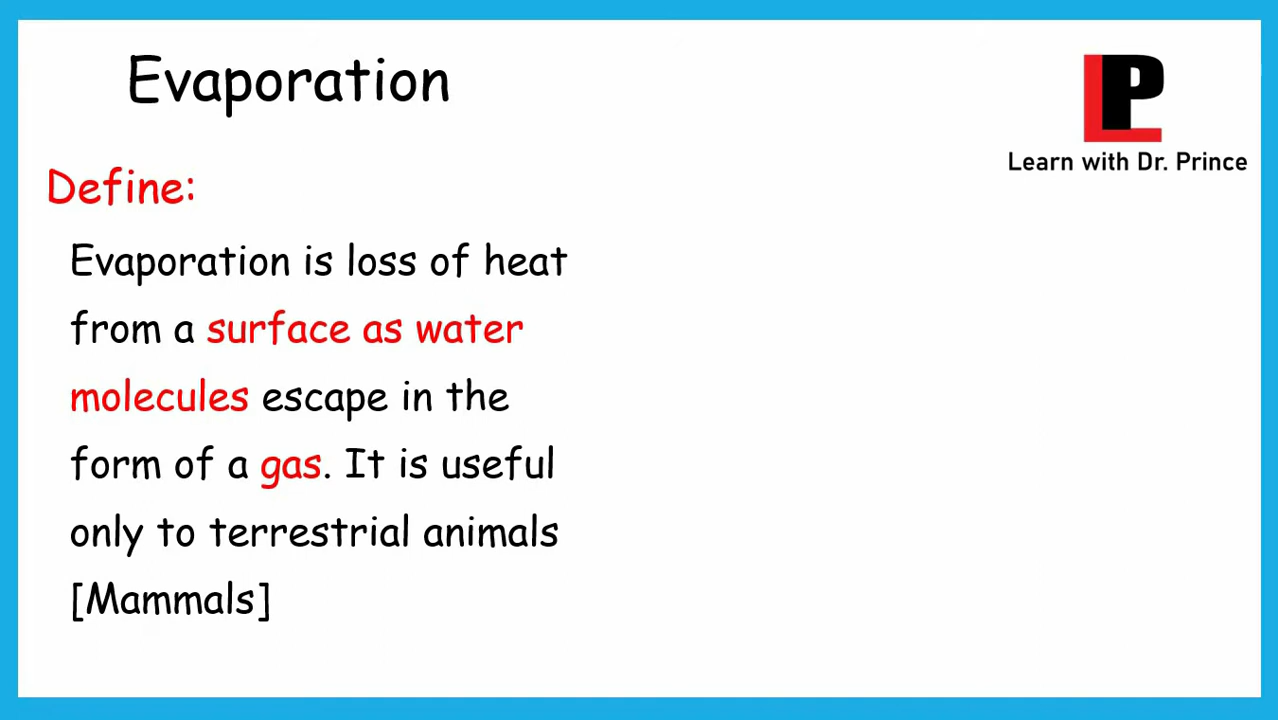 Evaporation
LP
Learn with Dr. Prince
Define:
Evaporation is loss of heat
from a surface as water
molecules escape in the
form of a gas. It is useful
only to terrestrial animals
[Mammals]